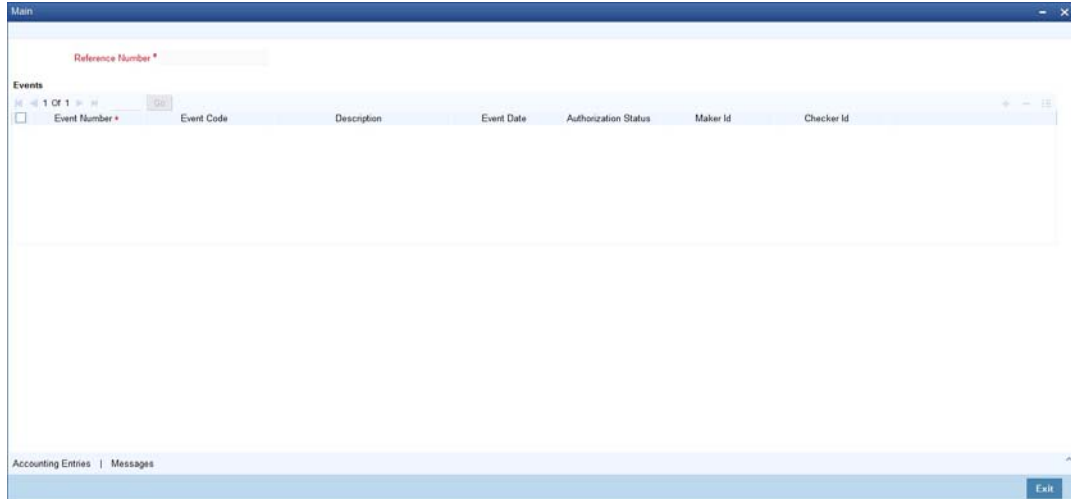 Main
Reference Number *
Events
1 Of 1 Go
Event Number * Event Code Description Event Date Authorization Status Maker Id Checker Id
Accounting Entries | Messages
Exit